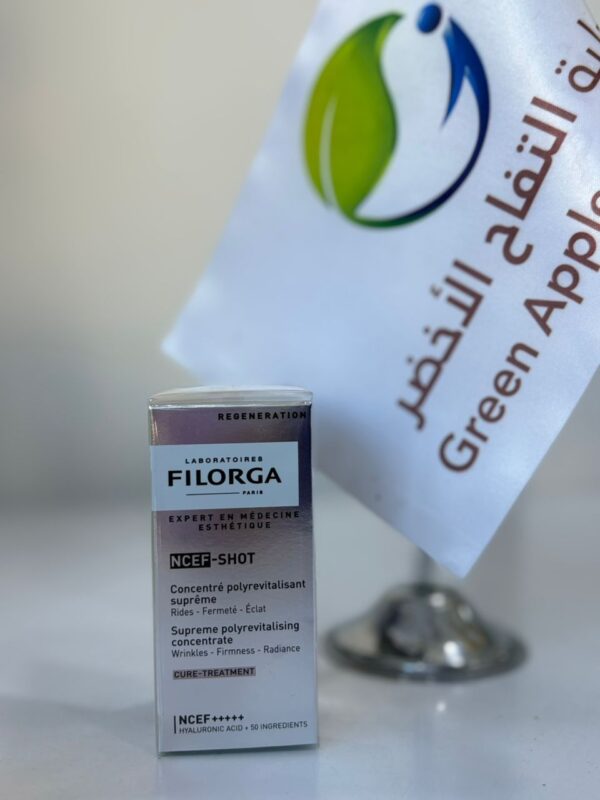 التفاح الأخضر
Green Apple
REGENERATION
LABORATOIRES
FILORGA
PARIS
EXPERT EN MÉDECINE
ESTHÉTIQUE
NCEF-SHOT
Concentré polyrevitalisant
suprême
Rides - Fermeté - Éclat
Supreme polyrevitalising
concentrate
Wrinkles - Firmness - Radiance
CURE-TREATMENT
NCEF+++++
HYALURONIC ACID + 50 INGREDIENTS